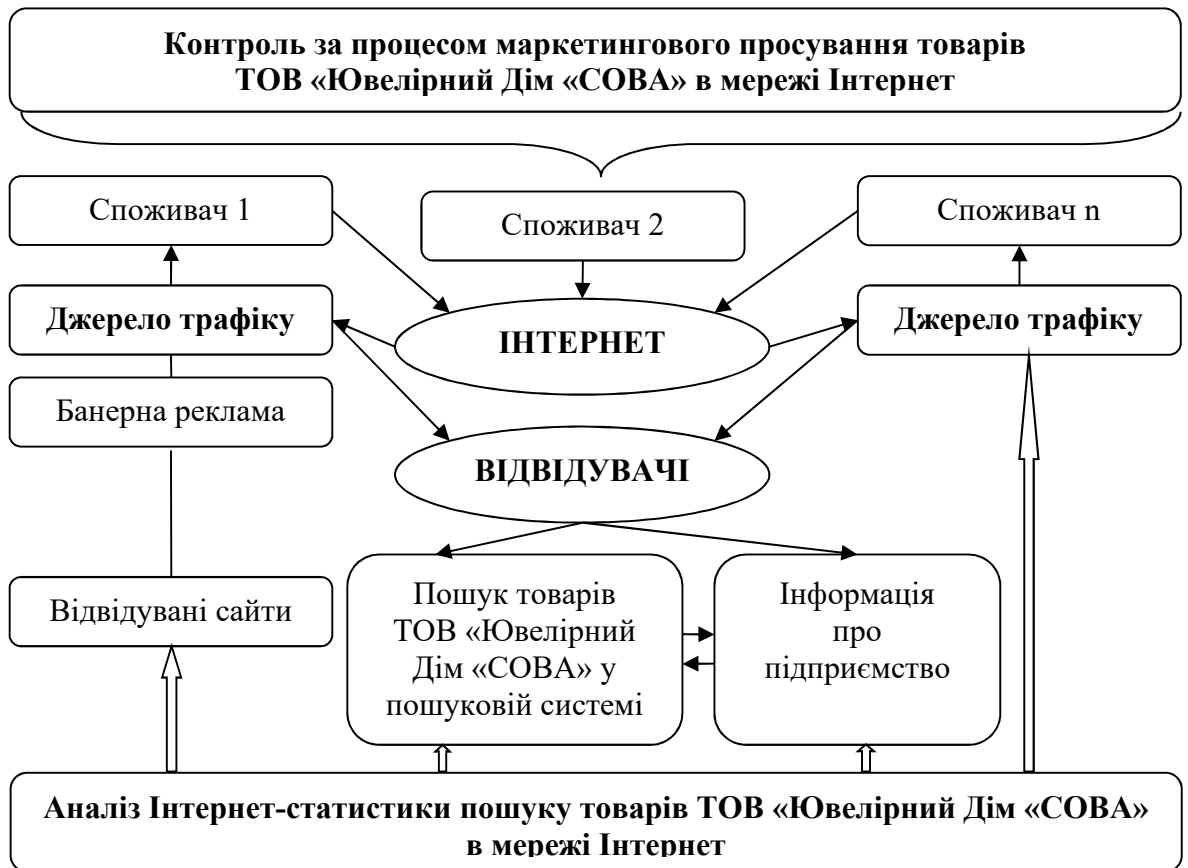 Контроль за процесом маркетингового просування товарів
ТОВ «Ювелірний Дім «СОВА» в мережі Інтернет
Споживач 1
Споживач 2
Споживач n
Джерело трафіку
ІНТЕРНЕТ
Джерело трафіку
Банерна реклама
ВІДВІДУВАЧІ
Відвідувані сайти
Пошук товарів
ТОВ «Ювелірний
Дім «СОВА» у
пошуковій системі
Інформація
про
підприємство
Аналіз Інтернет-статистики пошуку товарів ТОВ «Ювелірний Дім «СОВА»
в мережі Інтернет